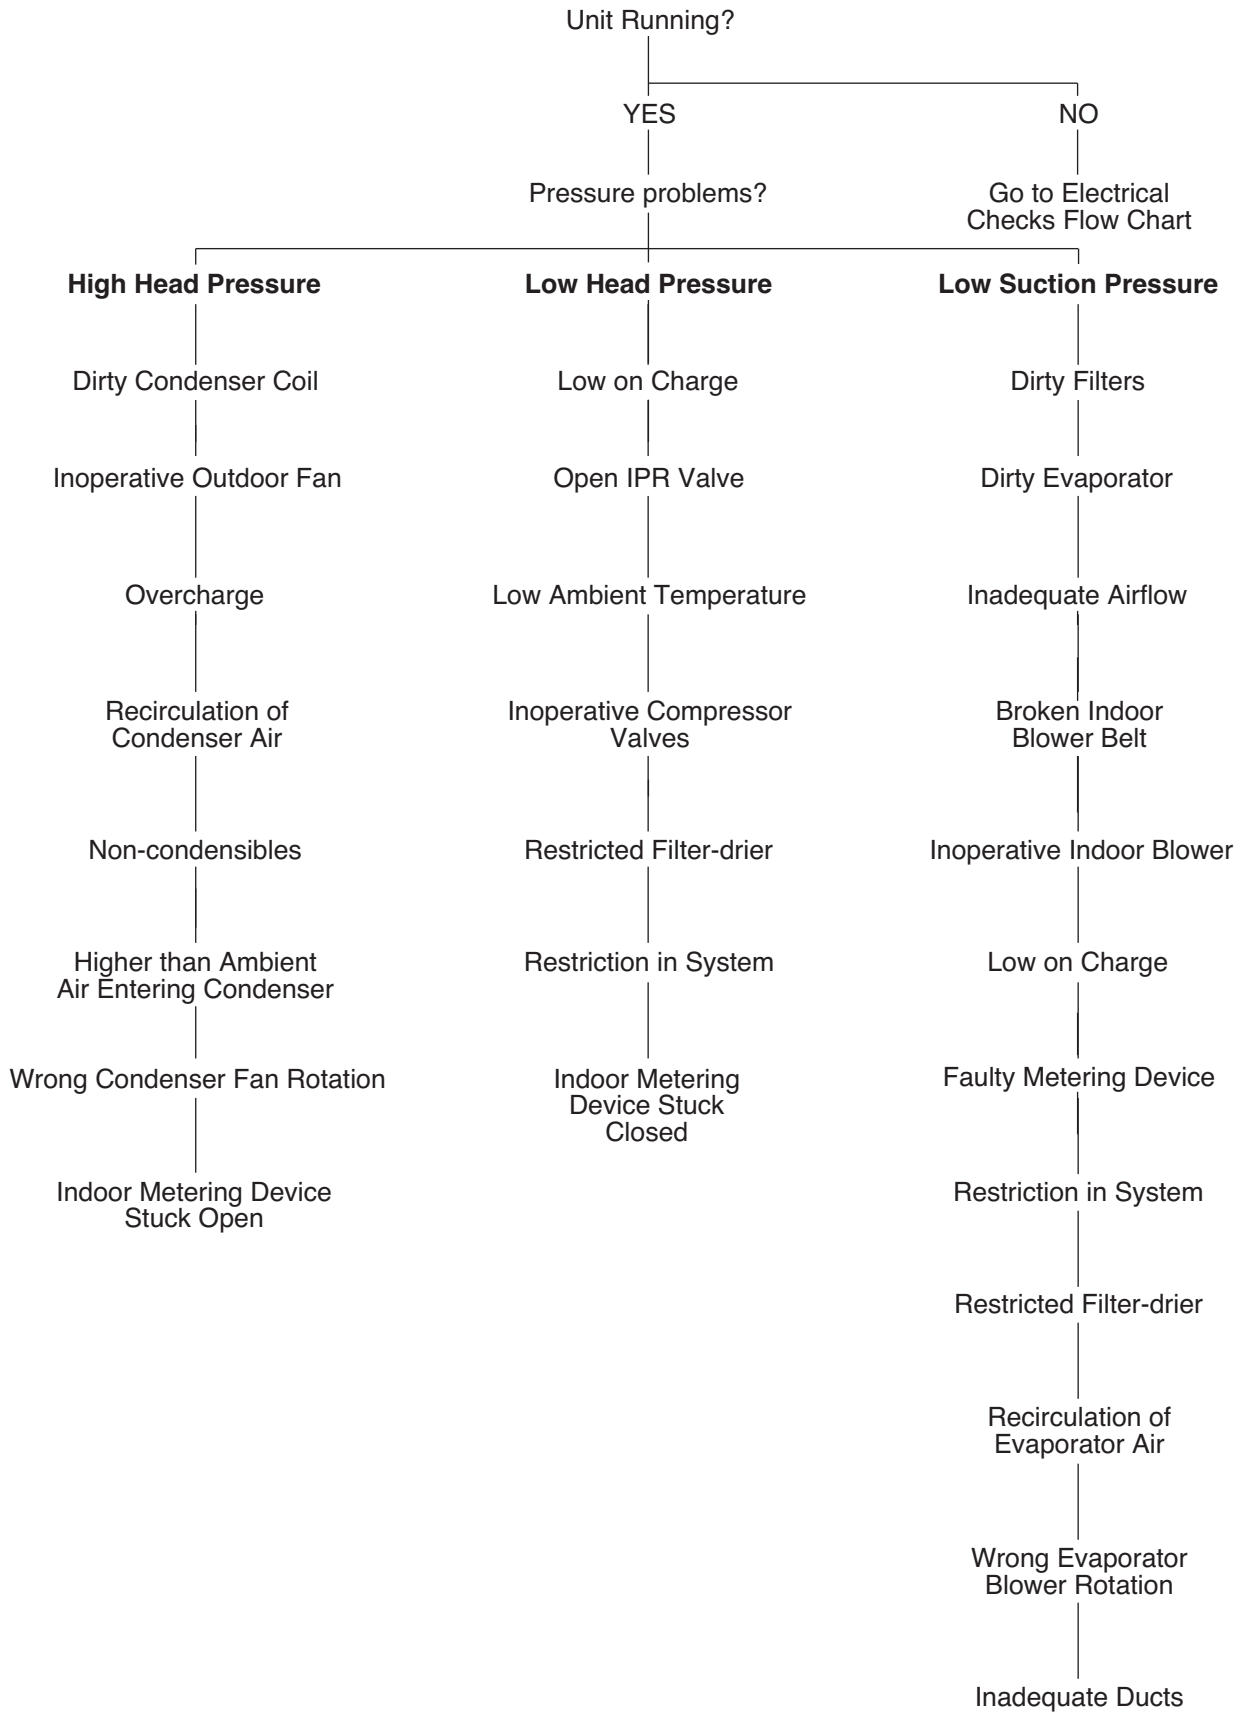 Unit Running?
YES
NO
Pressure problems?
Go to Electrical
Checks Flow Chart
High Head Pressure
Low Head Pressure
Low Suction Pressure
Dirty Condenser Coil
Low on Charge
Dirty Filters
Inoperative Outdoor Fan
Open IPR Valve
Dirty Evaporator
Overcharge
Low Ambient Temperature
Inadequate Airflow
Recirculation of
Condenser Air
Inoperative Compressor
Valves
Broken Indoor
Blower Belt
Non-condensibles
Restricted Filter-drier
Inoperative Indoor Blower
Higher than Ambient
Air Entering Condenser
Restriction in System
Low on Charge
Wrong Condenser Fan Rotation
Indoor Metering
Device Stuck
Closed
Faulty Metering Device
Indoor Metering Device
Stuck Open
Restriction in System
Restricted Filter-drier
Recirculation of
Evaporator Air
Wrong Evaporator
Blower Rotation
Inadequate Ducts